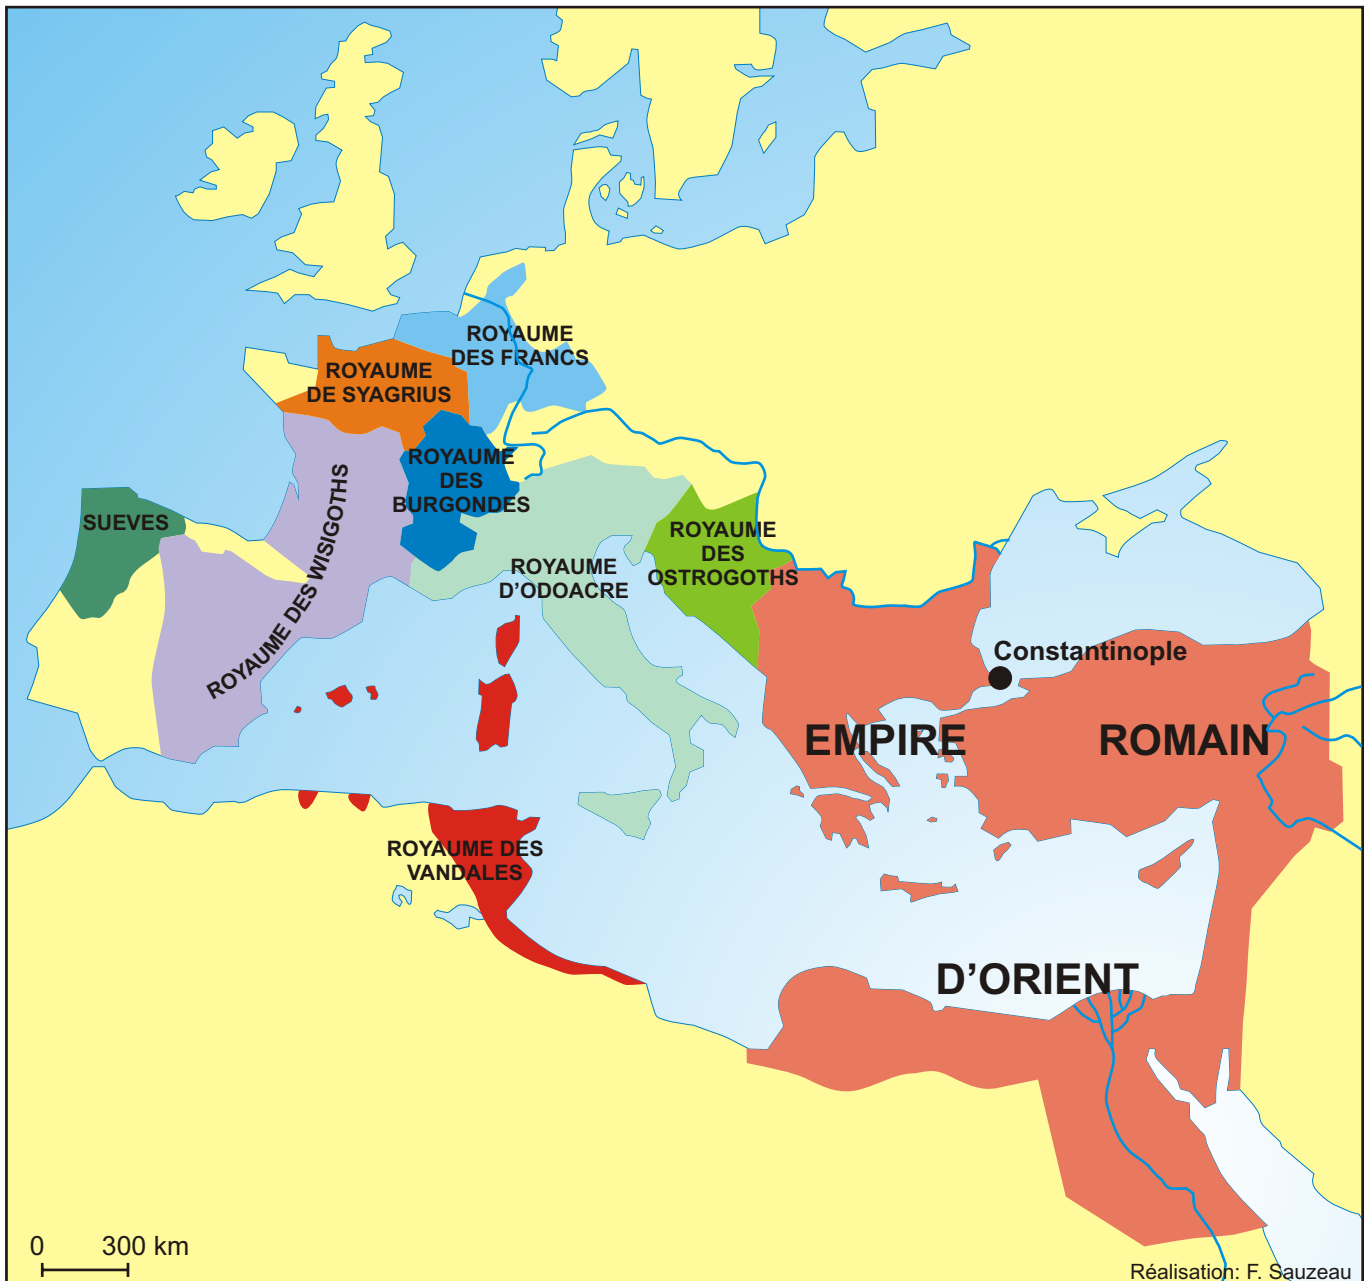 ROYAUME
DES FRANCS
ROYAUME
DE SYAGRIUS
ROYAUME
DES
BURGONDES
SUEVES
ROYAUME DES WISIGOTHS
ROYAUME
DES
OSTROGOTHS
ROYAUME
D’ODOACRE
Constantinople
EMPIRE ROMAIN
ROYAUME DES
VANDALES
D’ORIENT
0 300 km
Réalisation: F. Sauzeau